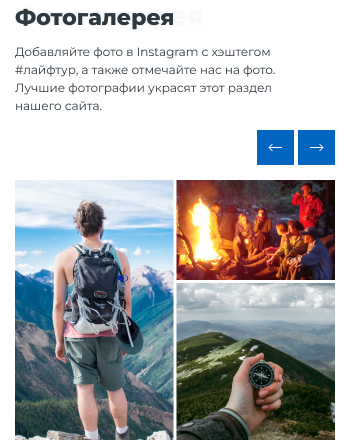 Фотогалерея
Добавляйте фото в Instagram с хэштегом
#лайфтур, а также отмечайте нас на фото.
Лучшие фотографии украсят этот раздел
нашего сайта.